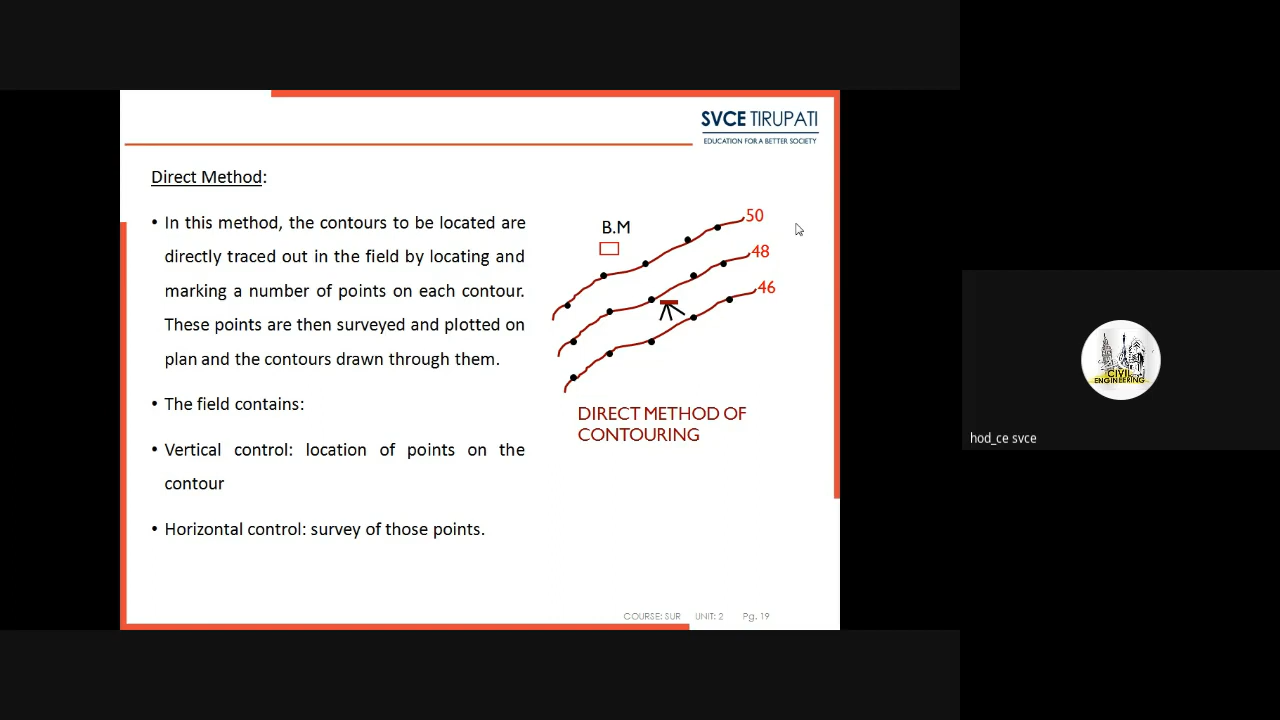 SVCE TIRUPATI
EDUCATION FOR A BETTER SOCIETY
Direct Method:
• In this method, the contours to be located are
directly traced out in the field by locating and
marking a number of points on each contour.
These points are then surveyed and plotted on
plan and the contours drawn through them.
• The field contains:
• Vertical control: location of points on the
contour
• Horizontal control: survey of those points.
B.M
50
48
46
DIRECT METHOD OF
CONTOURING
COURSE: SUR UNIT: 2 Pg. 19
CIVIL
ENGINEERING
hod_ce svce